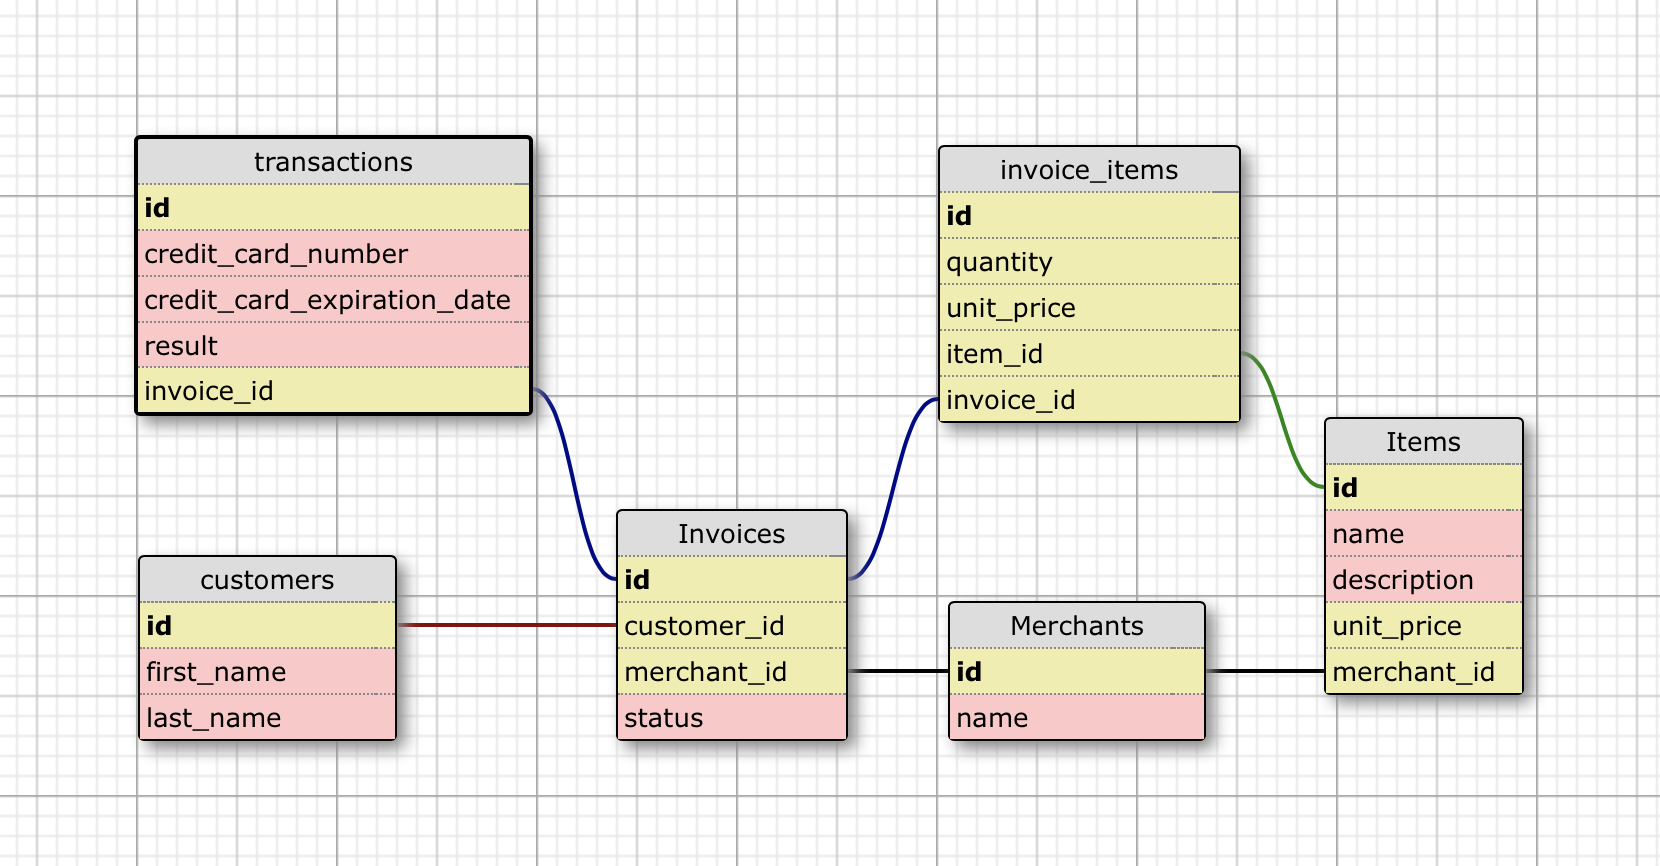 transactions
id
credit_card_number
credit_card_expiration_date
result
invoice_id
invoice_items
id
quantity
unit_price
item_id
invoice_id
Items
id
name
description
unit_price
merchant_id
Invoices
id
customer_id
merchant_id
status
customers
id
first_name
last_name
Merchants
id
name